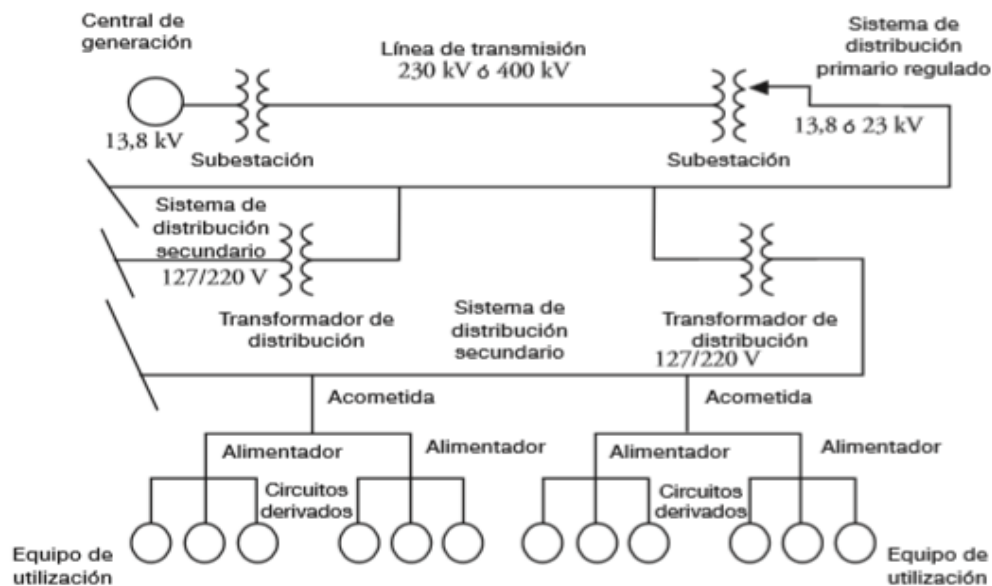 Central de
generación
Línea de transmisión
230 kV ó 400 kV
Sistema de
distribución
primario regulado
13,8 kV
13,8 ó 23 kV
Subestación
Subestación
Sistema de
distribución
secundario
127/220 V
Transformador de
distribución
Sistema de
distribución
secundario
Transformador de
distribución
127/220 V
Acometida
Acometida
Alimentador
Alimentador
Alimentador
Alimentador
Circuitos
derivados
Circuitos
derivados
Equipo de
utilización
Equipo de
utilización